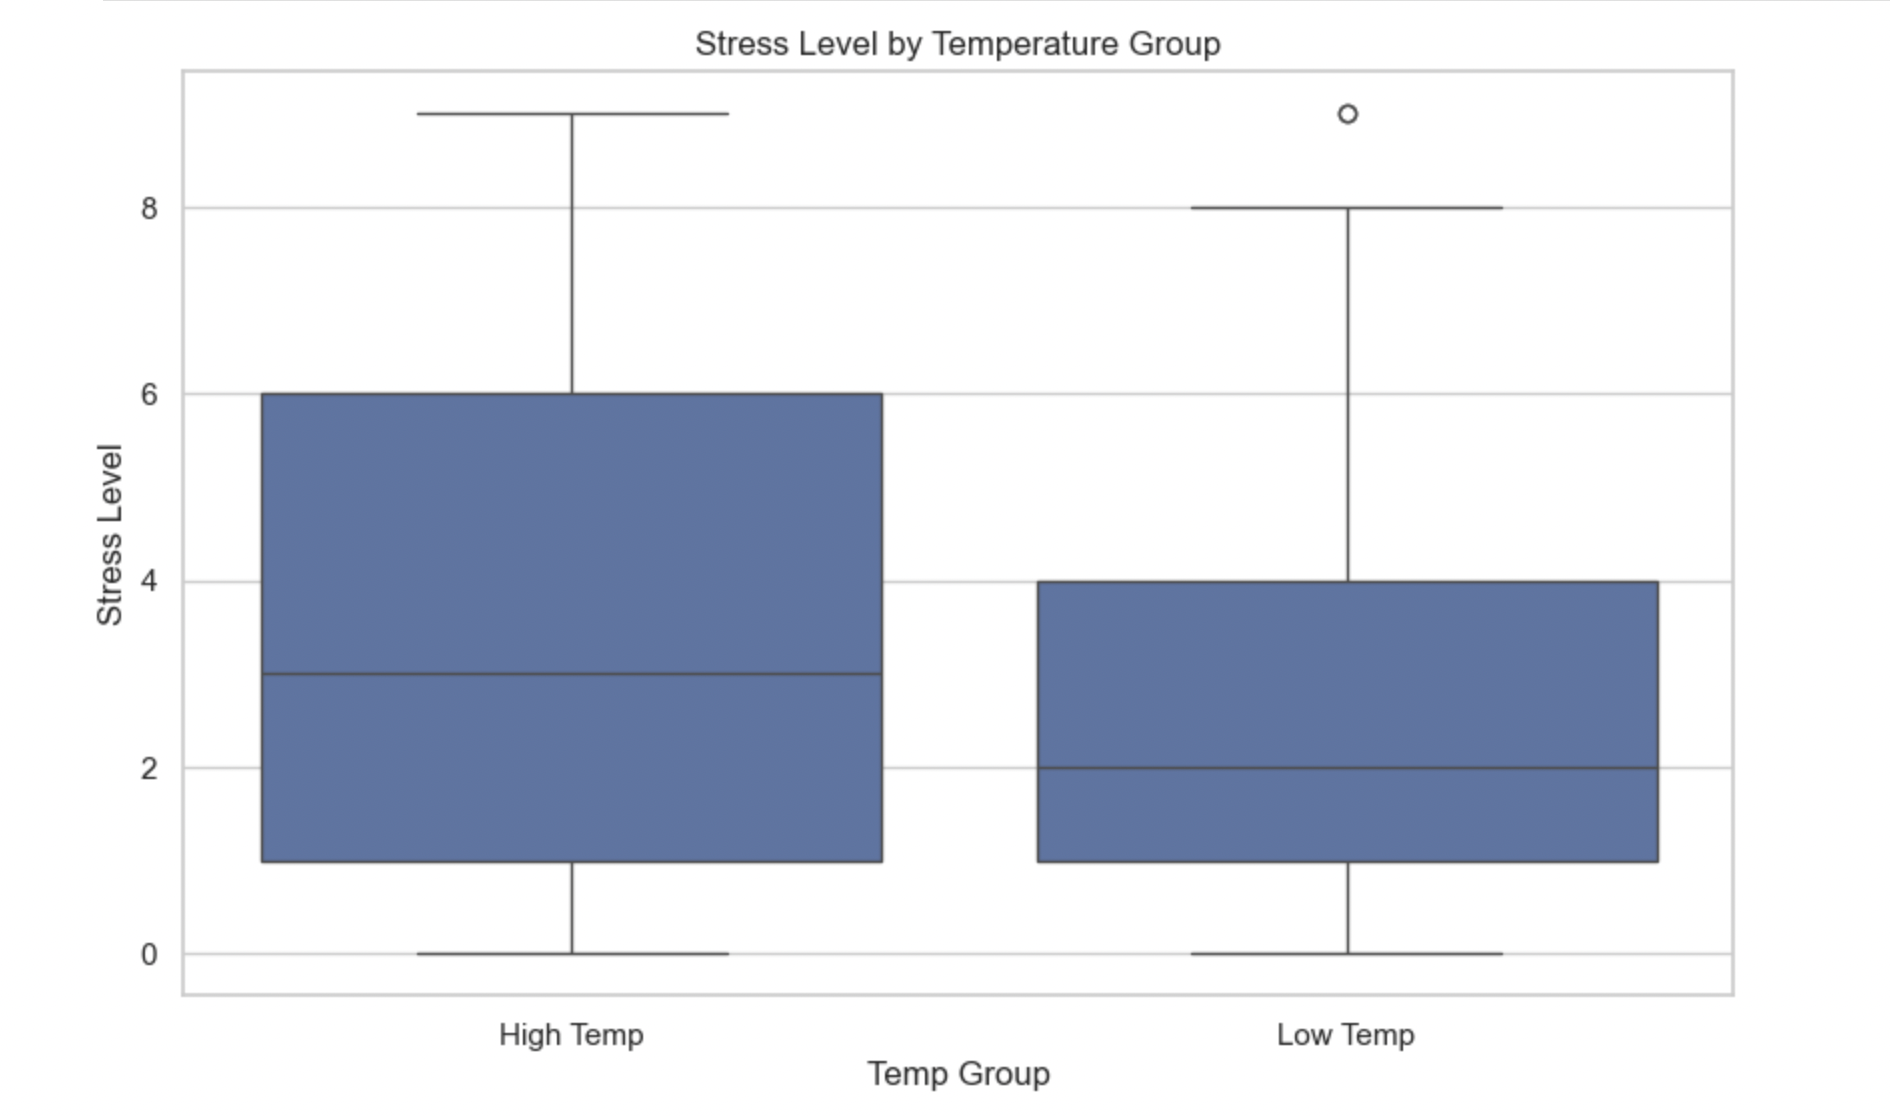 Stress Level by Temperature Group
Stress Level
8
6
4
2
0
High Temp
Low Temp
Temp Group